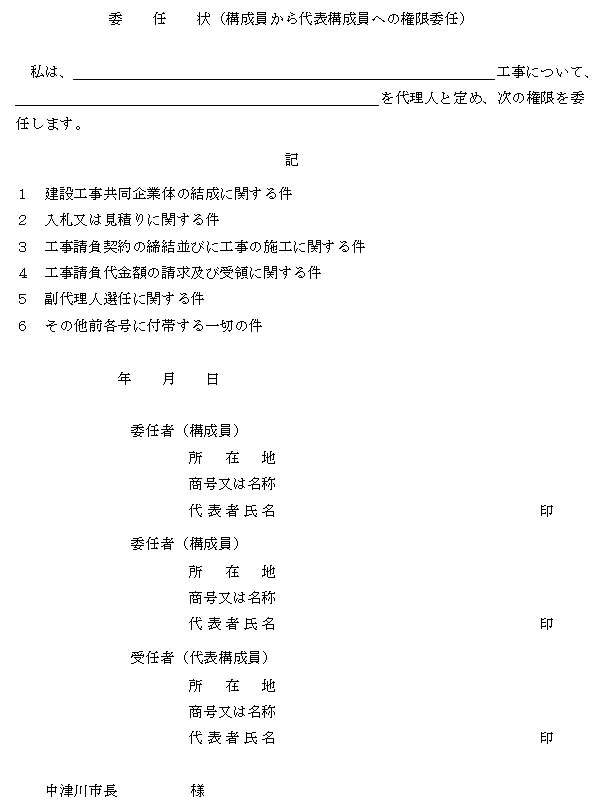 委　任　状（構成員から代表構成員への権限委任）
私は、＿＿＿＿＿＿＿＿＿＿＿＿＿＿＿＿＿＿＿＿＿＿＿＿＿＿＿＿＿工事について、
＿＿＿＿＿＿＿＿＿＿＿＿＿＿＿＿＿＿＿＿＿＿＿＿＿を代理人と定め、次の権限を委
任します。
記
１　建設工事共同企業体の結成に関する件
２　入札又は見積りに関する件
３　工事請負契約の締結並びに工事の施工に関する件
４　工事請負代金額の請求及び受領に関する件
５　副代理人選任に関する件
６　その他前各号に付帯する一切の件
年　　月　　日
委任者（構成員）
所　在　地
商号又は名称
代表者氏名　　　　　　　　　　　　　　　　　　印
委任者（構成員）
所　在　地
商号又は名称
代表者氏名　　　　　　　　　　　　　　　　　　印
受任者（代表構成員）
所　在　地
商号又は名称
代表者氏名　　　　　　　　　　　　　　　　　　印
中津川市長　　　　　様